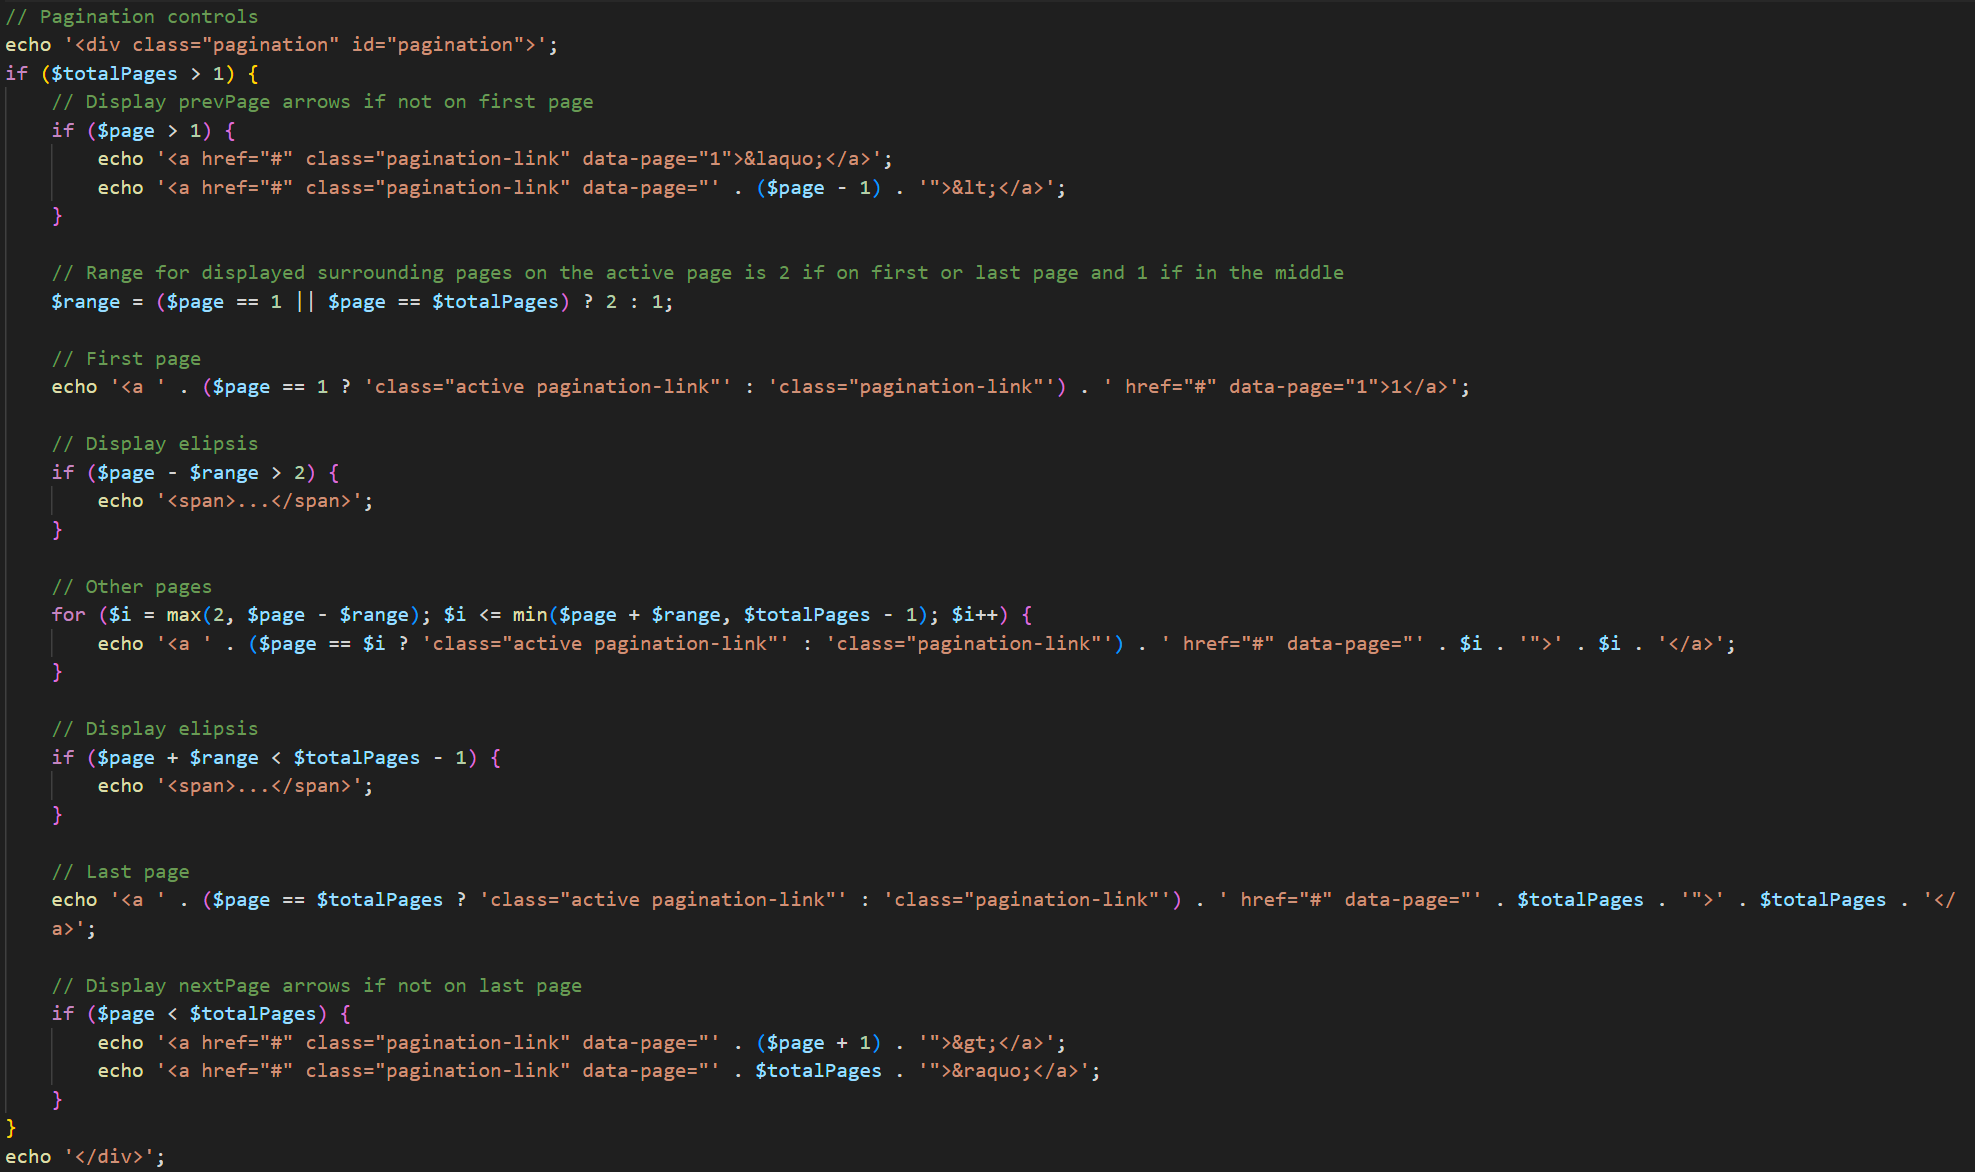 // Pagination controls
echo '<div class="pagination" id="pagination">';
if ($totalPages > 1) {
    // Display prevPage arrows if not on first page
    if ($page > 1) {
        echo '<a href="#" class="pagination-link" data-page="1">&laquo;</a>';
        echo '<a href="#" class="pagination-link" data-page="' . ($page - 1) . '">&lt;</a>';
    }

    // Range for displayed surrounding pages on the active page is 2 if on first or last page and 1 if in the middle
    $range = ($page == 1 || $page == $totalPages) ? 2 : 1;

    // First page
    echo '<a ' . ($page == 1 ? 'class="active pagination-link"' : 'class="pagination-link"') . ' href="#" data-page="1">1</a>';

    // Display elipsis
    if ($page - $range > 2) {
        echo '<span>...</span>';
    }

    // Other pages
    for ($i = max(2, $page - $range); $i <= min($page + $range, $totalPages - 1); $i++) {
        echo '<a ' . ($page == $i ? 'class="active pagination-link"' : 'class="pagination-link"') . ' href="#" data-page="' . $i . '">' . $i . '</a>';
    }

    // Display elipsis
    if ($page + $range < $totalPages - 1) {
        echo '<span>...</span>';
    }

    // Last page
    echo '<a ' . ($page == $totalPages ? 'class="active pagination-link"' : 'class="pagination-link"') . ' href="#" data-page="' . $totalPages . '">' . $totalPages . '</
    a>';

    // Display nextPage arrows if not on last page
    if ($page < $totalPages) {
        echo '<a href="#" class="pagination-link" data-page="' . ($page + 1) . '">&gt;</a>';
        echo '<a href="#" class="pagination-link" data-page="' . $totalPages . '">&raquo;</a>';
    }
}
echo '</div>';